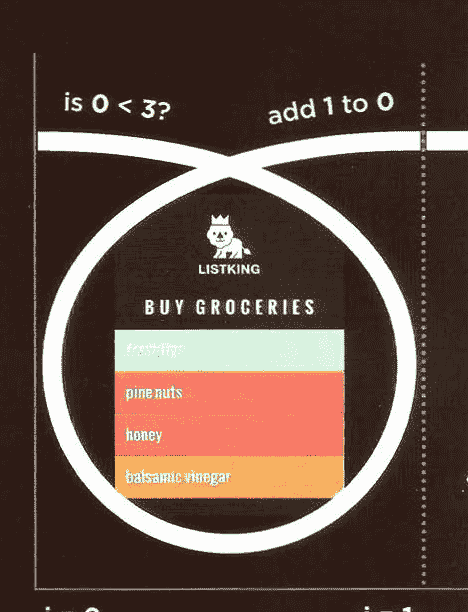 is 0 < 3?
add 1 to 0
LISTKING
BUY GROCERIES
pine nuts
honey
balsamic vinegar